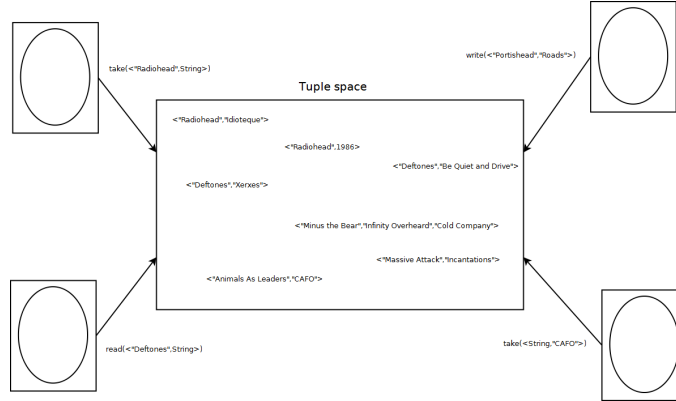 write(<"Portishead","Roads">)
take(<"Radiohead",String>)
Tuple space
<"Radiohead","Idioteque">
<"Radiohead",1986>
<"Deftones","Be Quiet and Drive">
<"Deftones","Xerxes">
<"Minus the Bear","Infinity Overheard","Cold Company">
<"Massive Attack","Incantations">
<"Animals As Leaders","CAFO">
take(<String,"CAFO">)
read(<"Deftones",String>)